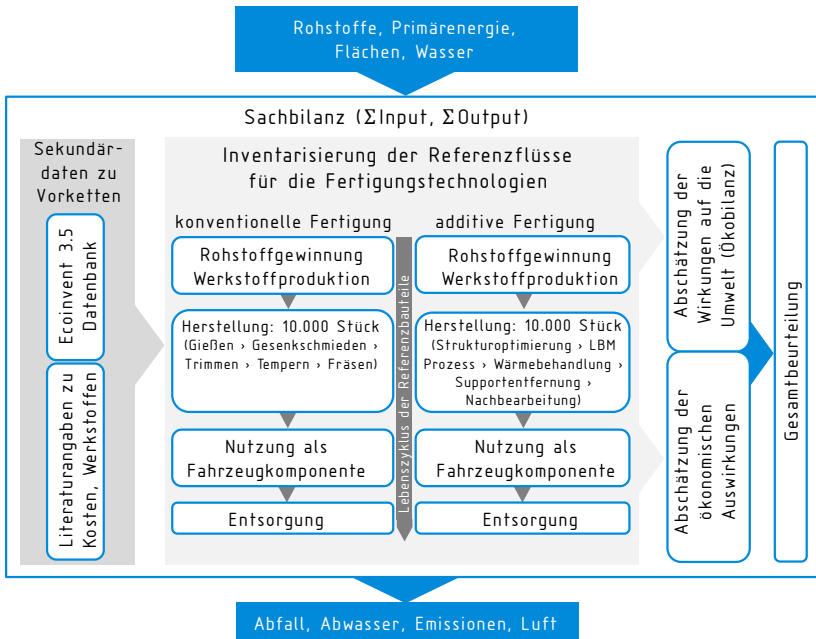 Rohstoffe, Primärenergie,
Flächen, Wasser
Sachbilanz (ΣInput, ΣOutput)
Sekundär-
daten zu
Vorketten
Ecoinvent 3.5
Datenbank
Literaturangaben zu
Kosten, Werkstoffen
Inventarisierung der Referenzflüsse
für die Fertigungstechnologien
konventionelle Fertigung
Rohstoffgewinnung
Werkstoffproduktion
Herstellung: 10.000 Stück
(Gießen › Gesenkschmieden ›
Trimmen › Tempern › Fräsen)
Nutzung als
Fahrzeugkomponente
Entsorgung
Lebenszyklus der Referenzbauteile
additive Fertigung
Rohstoffgewinnung
Werkstoffproduktion
Herstellung: 10.000 Stück
(Strukturoptimierung › LBM
Prozess › Wärmebehandlung ›
Supportentfernung ›
Nachbearbeitung)
Nutzung als
Fahrzeugkomponente
Entsorgung
Abschätzung der
Wirkungen auf die
Umwelt (Ökobilanz)
Abschätzung der
ökonomischen
Auswirkungen
Gesamtbeurteilung
Abfall, Abwasser, Emissionen, Luft